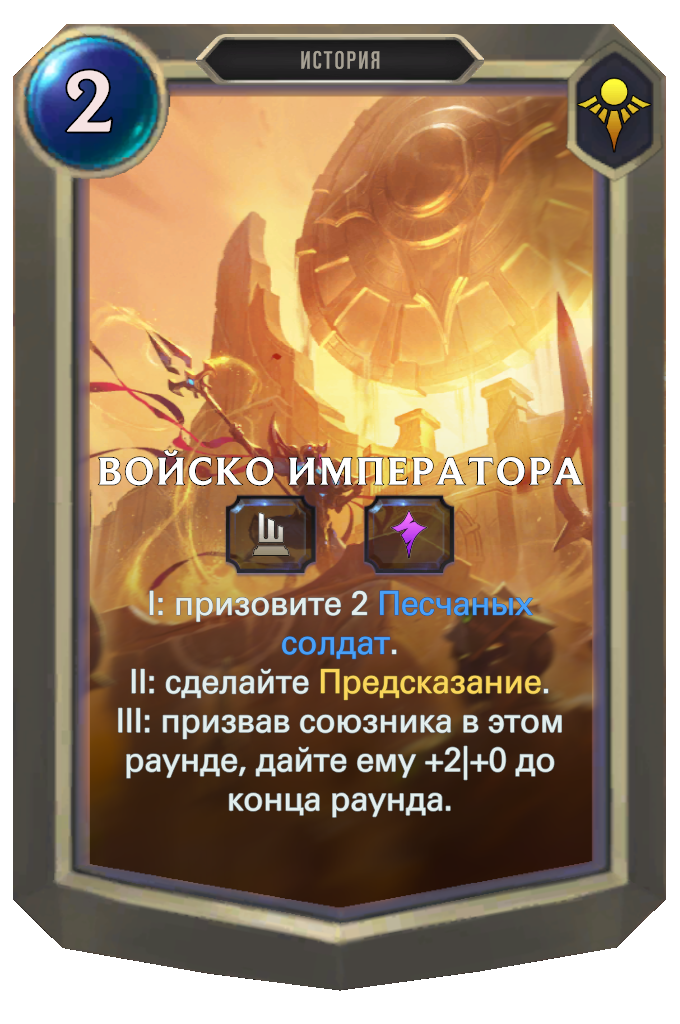 ИСТОРИЯ
2
ВОЙСКО ИМПЕРАТОРА
I: призовите 2 Песчаных
солдат.
II: сделайте Предсказание.
III: призвав союзника в этом
раунде, дайте ему +2|+0 до
конца раунда.